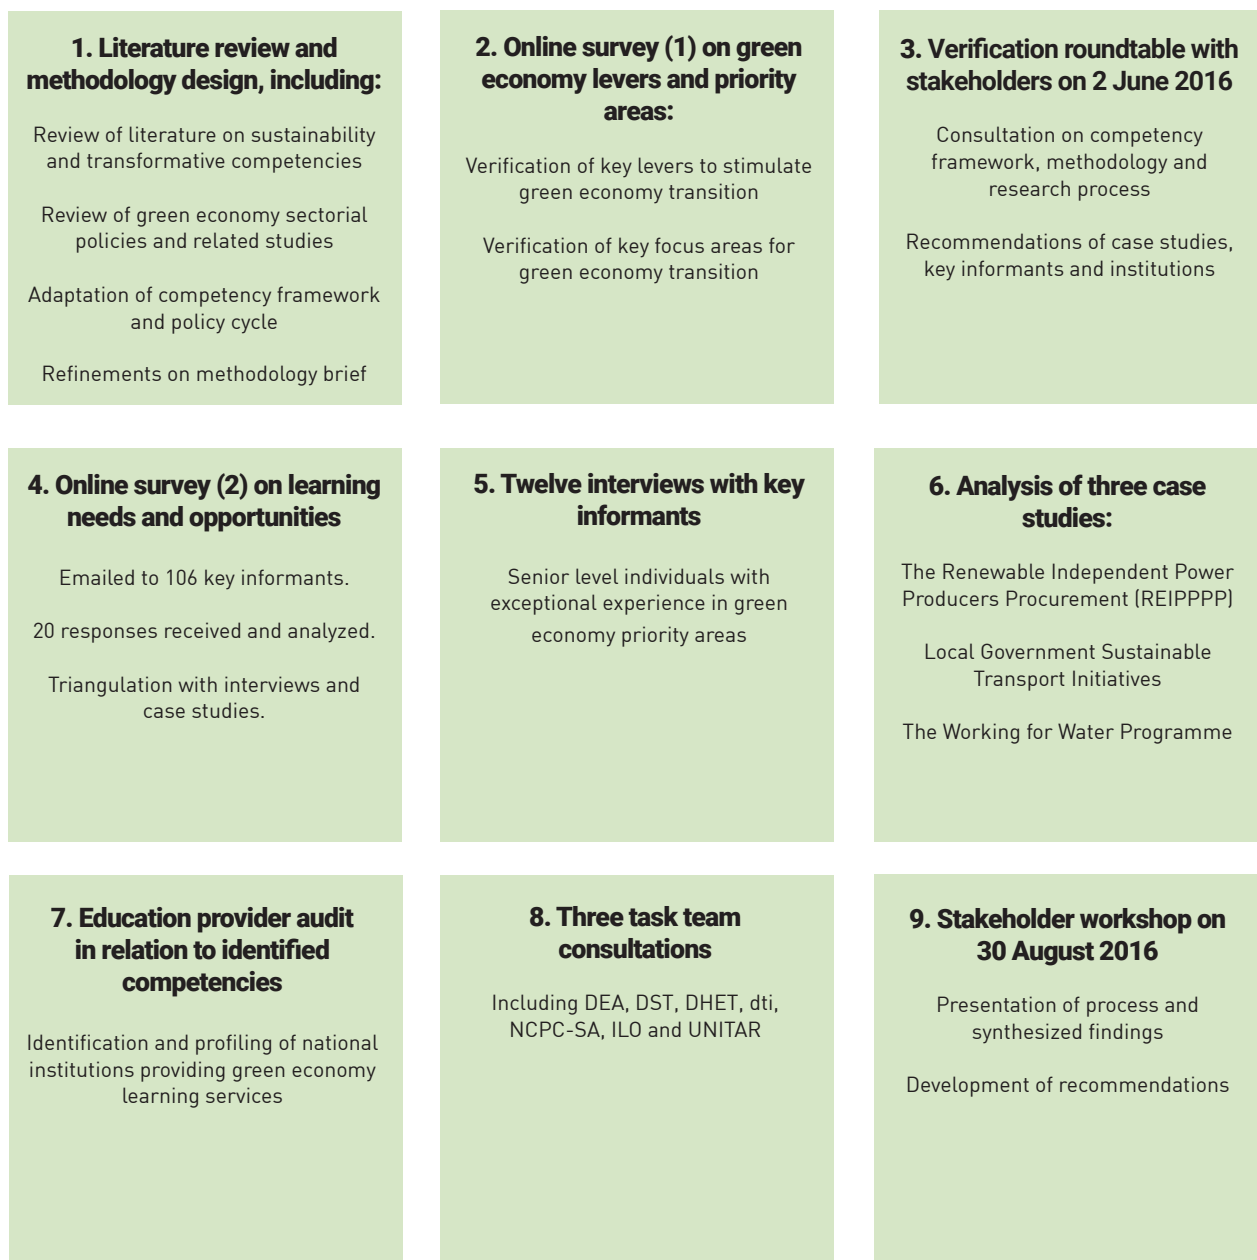 1. Literature review and
methodology design, including:
Review of literature on sustainability
and transformative competencies
Review of green economy sectorial
policies and related studies
Adaptation of competency framework
and policy cycle
Refinements on methodology brief
2. Online survey (1) on green
economy levers and priority
areas:
Verification of key levers to stimulate
green economy transition
Verification of key focus areas for
green economy transition
3. Verification roundtable with
stakeholders on 2 June 2016
Consultation on competency
framework, methodology and
research process
Recommendations of case studies,
key informants and institutions
4. Online survey (2) on learning
needs and opportunities
Emailed to 106 key informants.
20 responses received and analyzed.
Triangulation with interviews and
case studies.
5. Twelve interviews with key
informants
Senior level individuals with
exceptional experience in green
economy priority areas
6. Analysis of three case
studies:
The Renewable Independent Power
Producers Procurement (REIPPPP)
Local Government Sustainable
Transport Initiatives
The Working for Water Programme
7. Education provider audit
in relation to identified
competencies
Identification and profiling of national
institutions providing green economy
learning services
8. Three task team
consultations
Including DEA, DST, DHET, dti,
NCPC-SA, ILO and UNITAR
9. Stakeholder workshop on
30 August 2016
Presentation of process and
synthesized findings
Development of recommendations